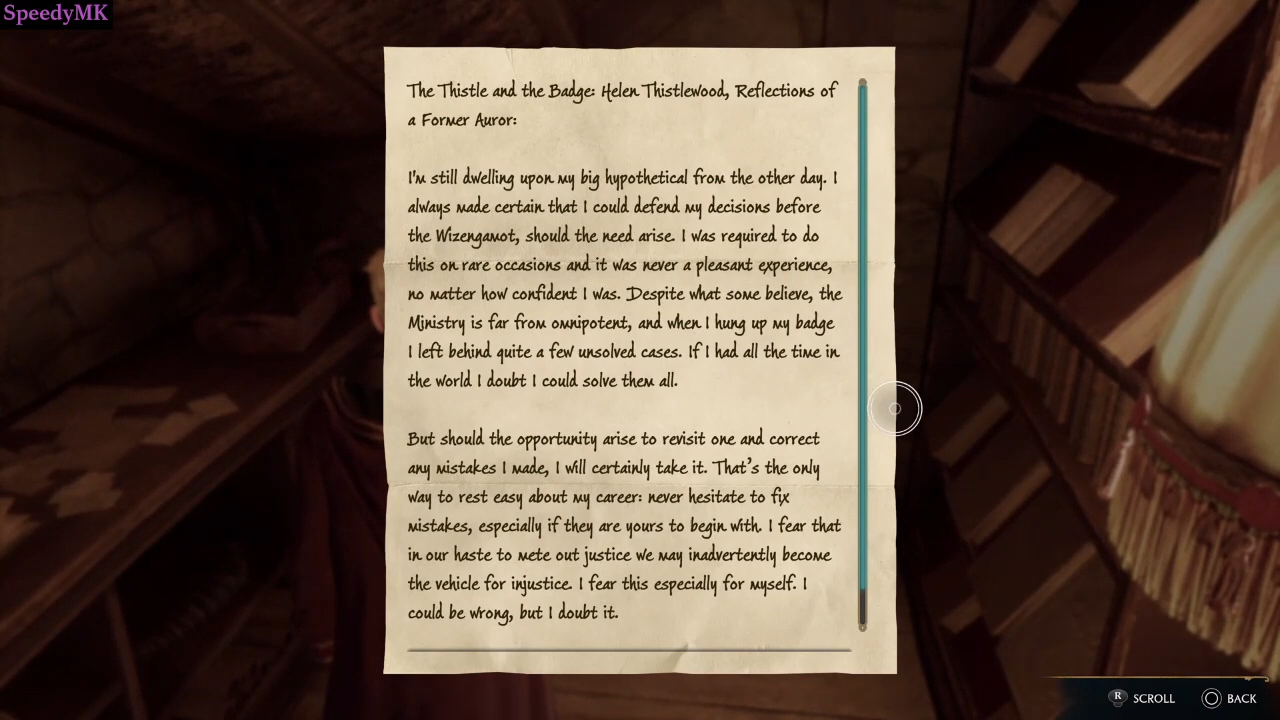 SpeedyMK
The Thistle and the Badge: Helen Thistlewood, Reflections of
a Former Auror:
I'm still dwelling upon my big hypothetical from the other day. I
always made certain that I could defend my decisions before
the Wizengamot, should the need arise. I was required to do
this on rare occasions and it was never a pleasant experience,
no matter how confident I was. Despite what some believe, the
Ministry is far from omnipotent, and when I hung up my badge
I left behind quite a few unsolved cases. If I had all the time in
the world I doubt I could solve them all.
But should the opportunity arise to revisit one and correct
any mistakes I made, I will certainly take it. That's the only
way to rest easy about my career: never hesitate to fix
mistakes, especially if they are yours to begin with. I fear that
in our haste to mete out justice we may inadvertently become
the vehicle for injustice. I fear this especially for myself. I
could be wrong, but I doubt it.
R SCROLL
BACK